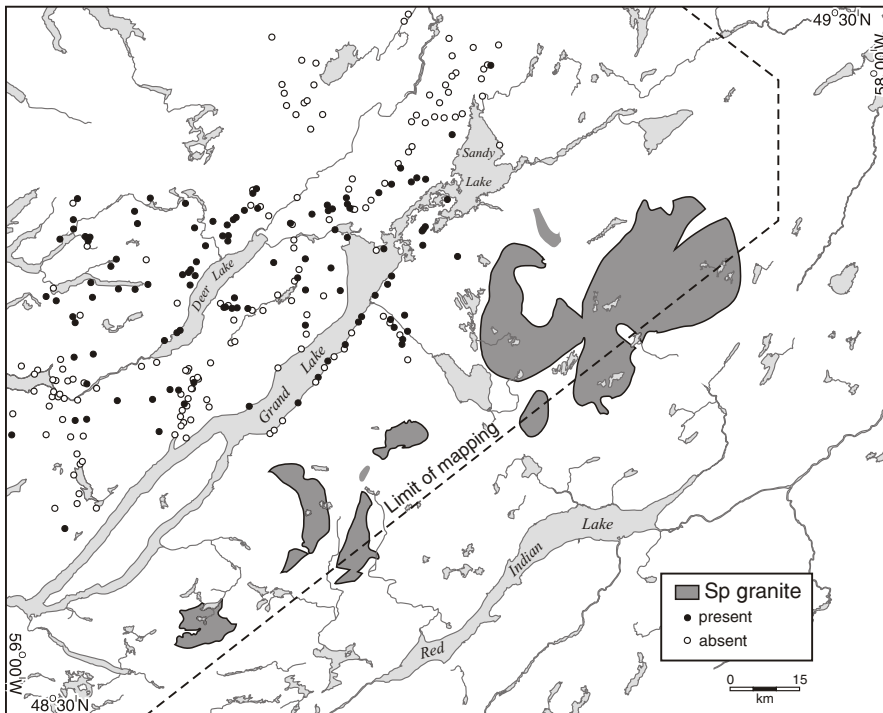 49°30'N
58°00'W
Sandy
Lake
Deer Lake
Grand Lake
Limit of mapping
Lake
Indian
Red
Sp granite
present
absent
0 15
km
56°00'W
48°30'N